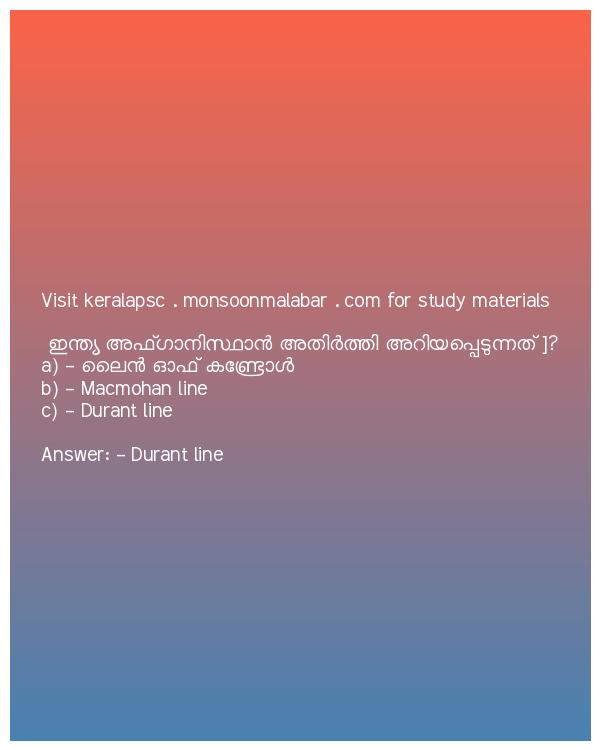 Visit keralapsc . monsoonmalabar . com for study materials
ഇന്ത്യ അഫ്ഗാനിസ്ഥാൻ അതിർത്തി അറിയപ്പെടുന്നത് ]?
a) – ലൈൻ ഓഫ് കണ്ട്രോൾ
b) – Macmohan line
c) – Durant line
Answer: – Durant line